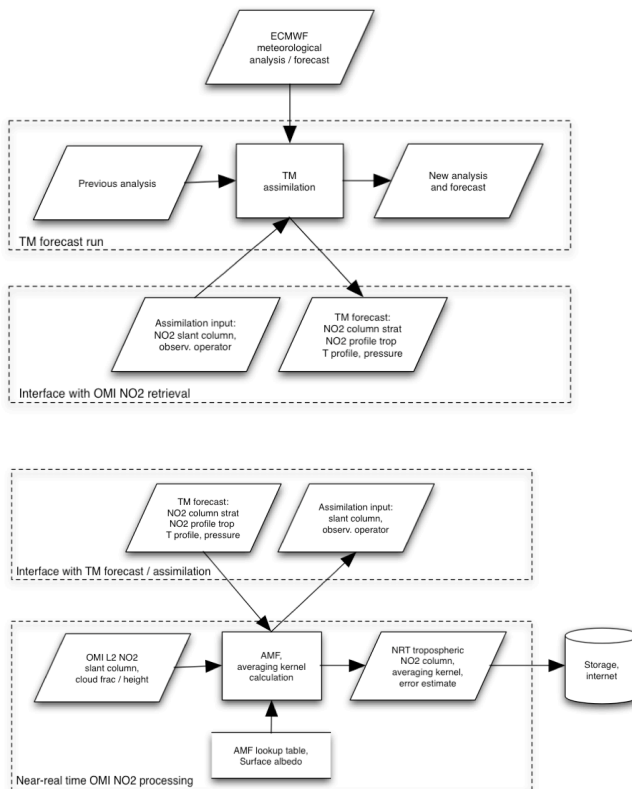 ECMWF
meteorological
analysis / forecast
Previous analysis
TM
assimilation
New analysis
and forecast
TM forecast run
Assimilation input:
NO2 slant column,
observ. operator
TM forecast:
NO2 column strat
NO2 profile trop
T profile, pressure
Interface with OMI NO2 retrieval
TM forecast:
NO2 column strat
NO2 profile trop
T profile, pressure
Assimilation input:
slant column,
observ. operator
Interface with TM forecast / assimilation
OMI L2 NO2
slant column,
cloud frac / height
AMF,
averaging kernel
calculation
NRT tropospheric
NO2 column,
averaging kernel,
error estimate
Storage,
internet
AMF lookup table,
Surface albedo
Near-real time OMI NO2 processing